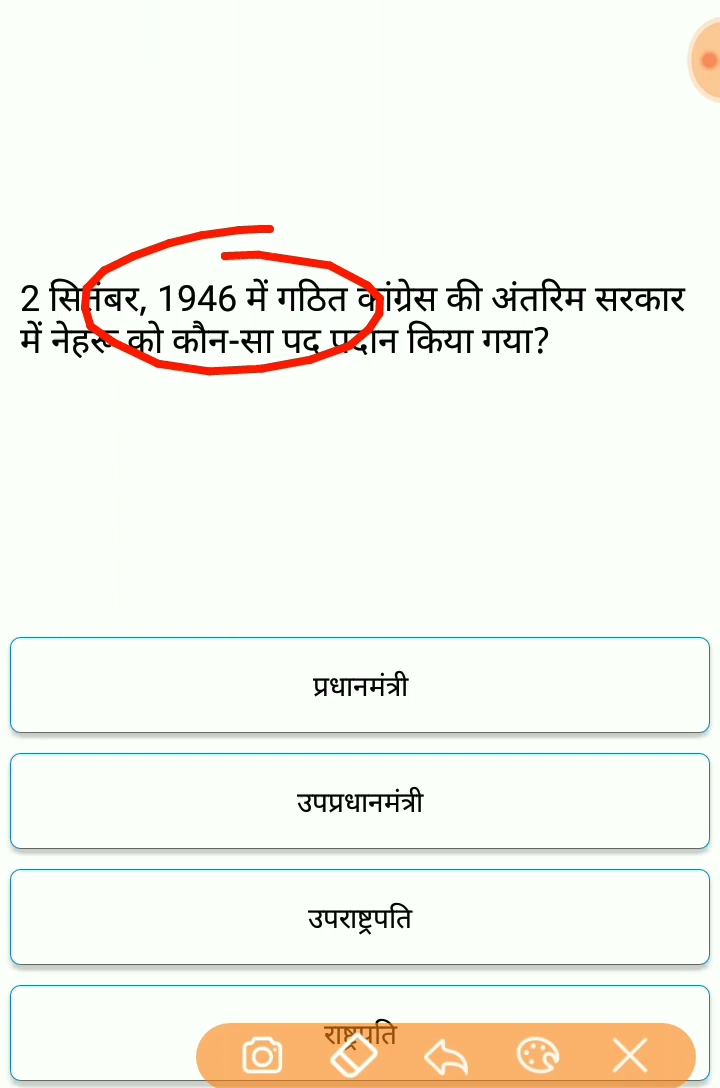 2 सितंबर, 1946 में गठित कांग्रेस की अंतरिम सरकार
में नेहरू को कौन-सा पद प्रदान किया गया?
प्रधानमंत्री
उपप्रधानमंत्री
उपराष्ट्रपति
राष्ट्रपति